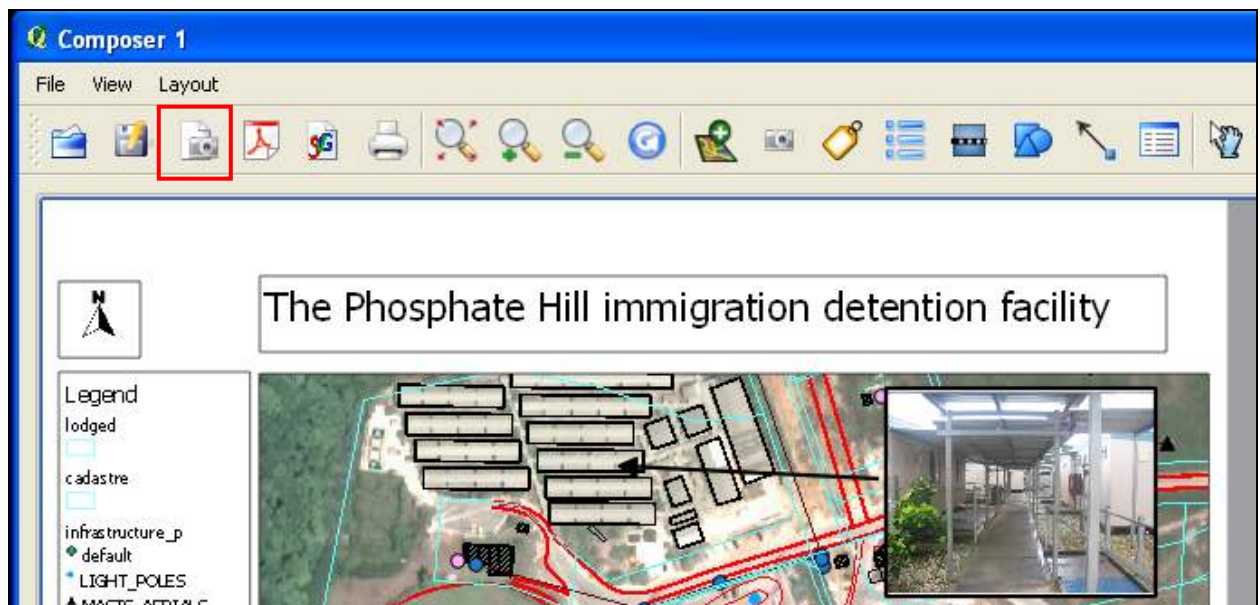 Composer 1
File View Layout
N
The Phosphate Hill immigration detention facility
Legend
lodged
cadastre
infrastructure_p
default
LIGHT_POLES